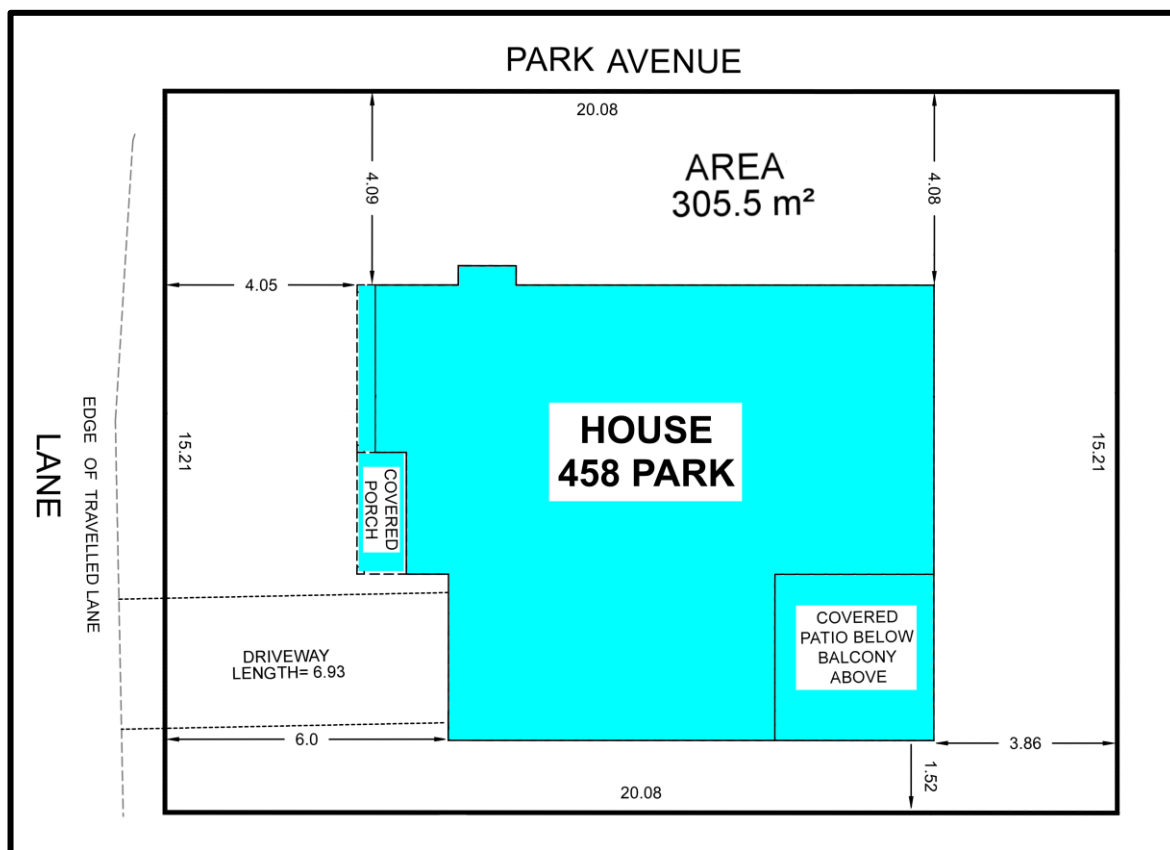 PARK AVENUE
20.08
AREA
305.5 m²
4.09
4.08
4.05
HOUSE
458 PARK
15.21
15.21
EDGE OF TRAVELLED LANE
LANE
COVERED
PORCH
COVERED
PATIO BELOW
BALCONY
ABOVE
DRIVEWAY
LENGTH= 6.93
6.0
3.86
1.52
20.08